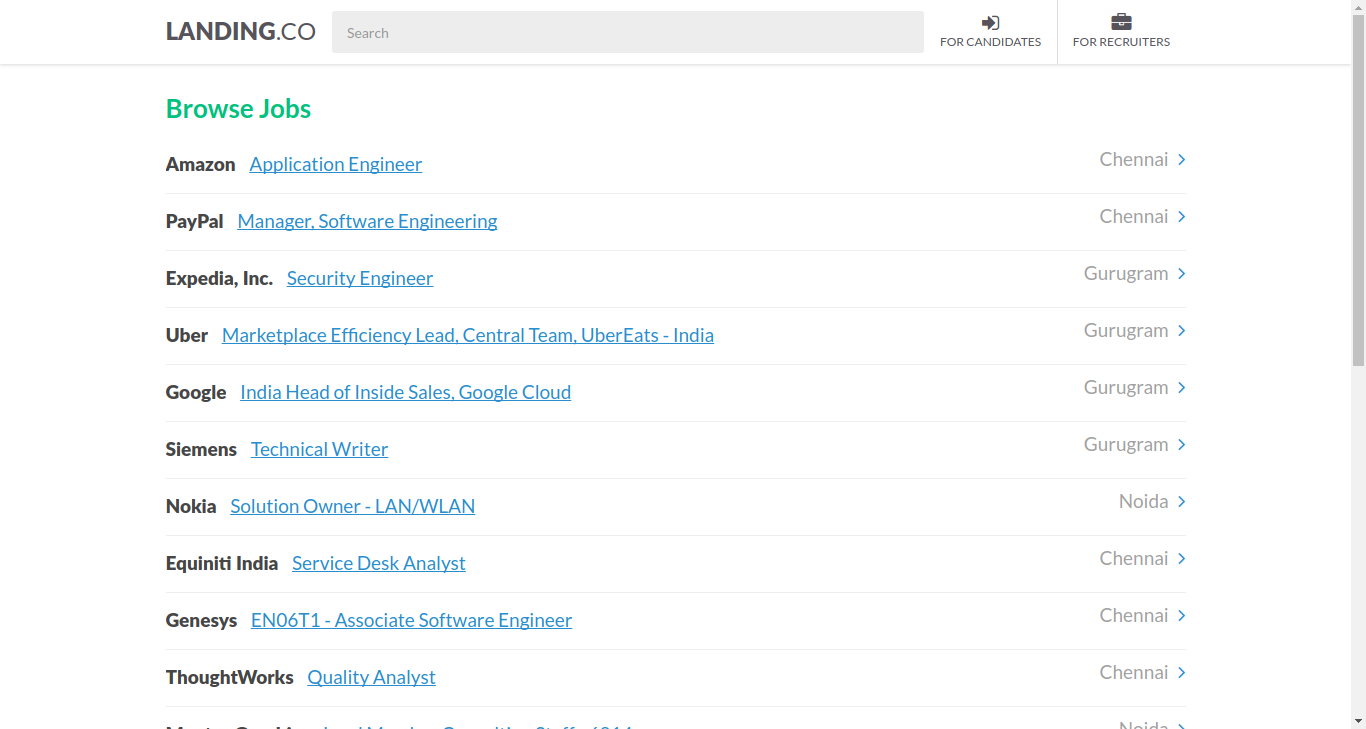 LANDING.CO
Search
FOR CANDIDATES
FOR RECRUITERS
Browse Jobs
Amazon Application Engineer Chennai
PayPal Manager, Software Engineering Chennai
Expedia, Inc. Security Engineer Gurugram
Uber Marketplace Efficiency Lead, Central Team, UberEats - India Gurugram
Google India Head of Inside Sales, Google Cloud Gurugram
Siemens Technical Writer Gurugram
Nokia Solution Owner - LAN/WLAN Noida
Equiniti India Service Desk Analyst Chennai
Genesys EN06T1 - Associate Software Engineer Chennai
ThoughtWorks Quality Analyst Chennai
Noida